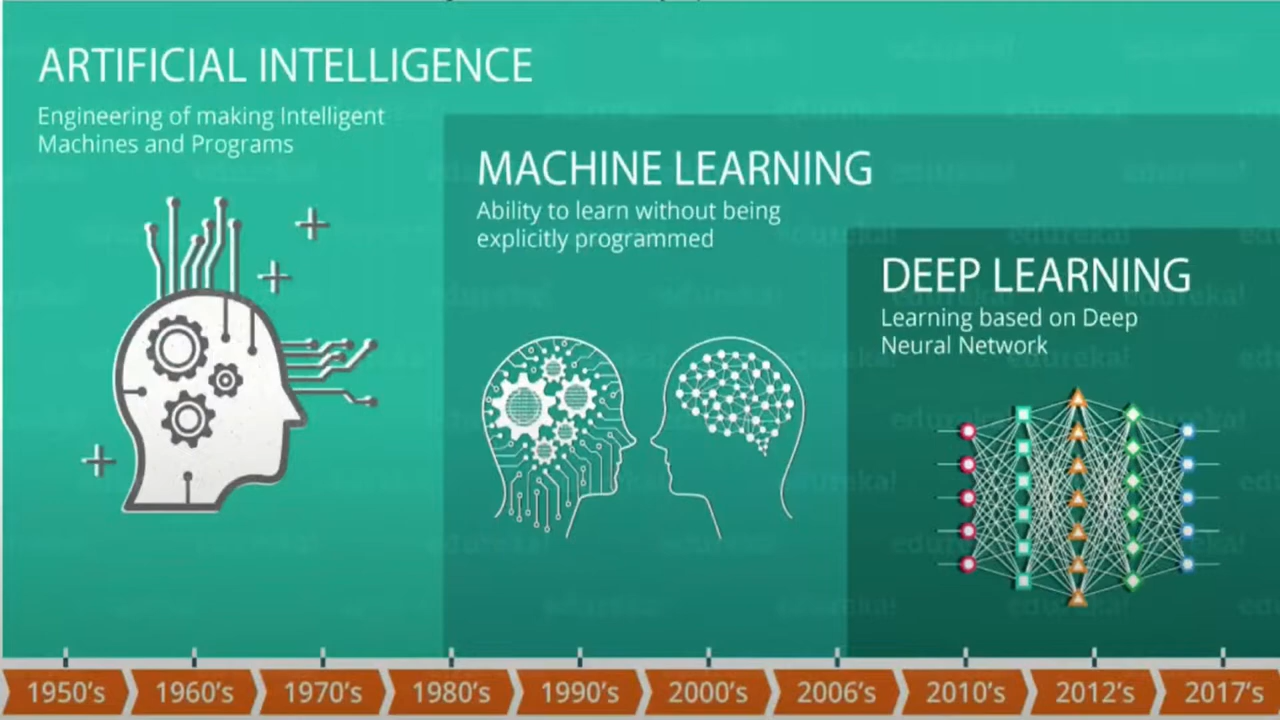 ARTIFICIAL INTELLIGENCE
Engineering of making Intelligent
Machines and Programs
MACHINE LEARNING
Ability to learn without being
explicitly programmed
DEEP LEARNING
Learning based on Deep
Neural Network
edureka!
1950's 1960's 1970's 1980's 1990's 2000's 2006's 2010's 2012's 2017's